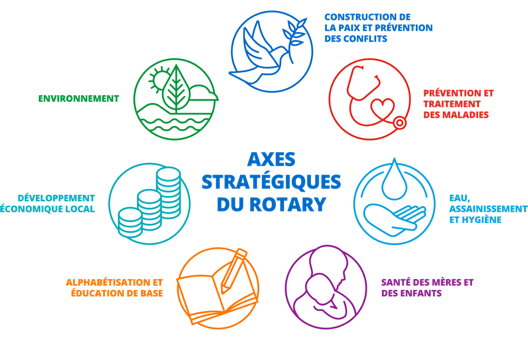 CONSTRUCTION DE
LA PAIX ET PRÉVENTION
DES CONFLITS
ENVIRONNEMENT
PRÉVENTION ET
TRAITEMENT
DES MALADIES
AXES
STRATÉGIQUES
DU ROTARY
DÉVELOPPEMENT
ÉCONOMIQUE LOCAL
EAU,
ASSAINISSEMENT
ET HYGIÈNE
ALPHABÉTISATION ET
ÉDUCATION DE BASE
SANTÉ DES MÈRES ET
DES ENFANTS